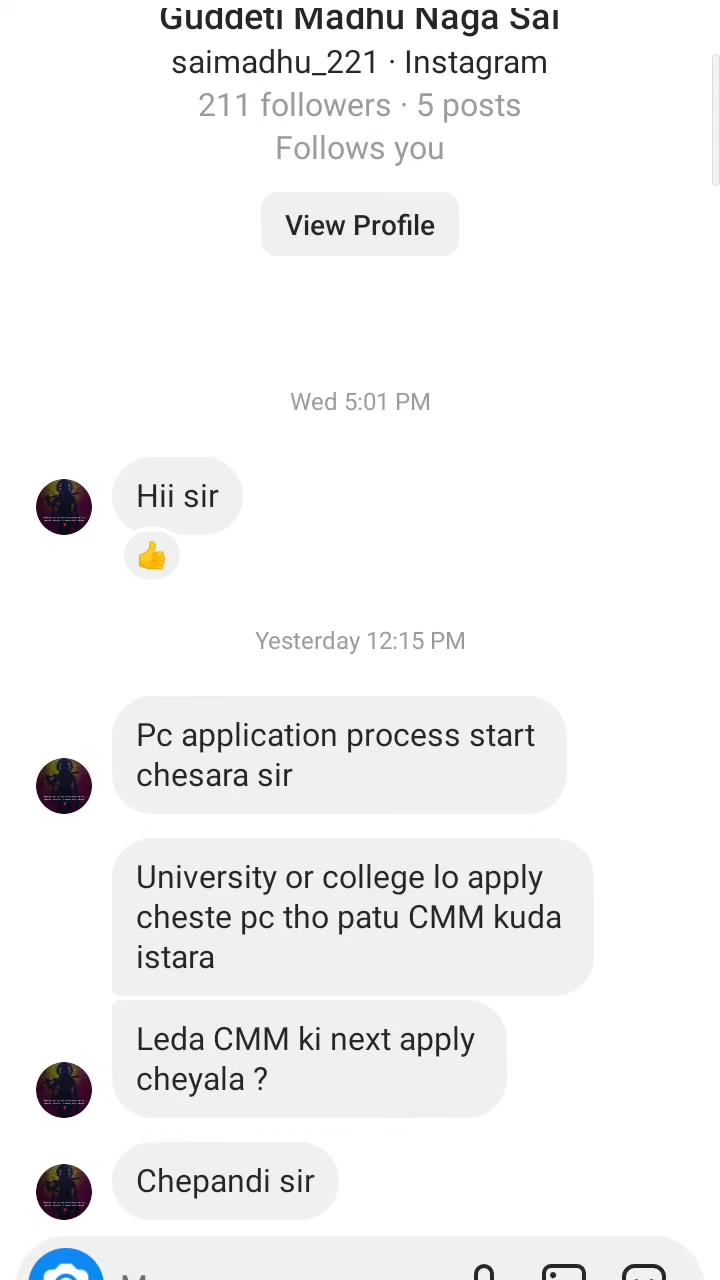 Guddeti Madhu Naga Sai
saimadhu_221 · Instagram
211 followers · 5 posts
Follows you
View Profile
Wed 5:01 PM
Hii sir
Yesterday 12:15 PM
Pc application process start
chesara sir
University or college lo apply
cheste pc tho patu CMM kuda
istara
Leda CMM ki next apply
cheyala ?
Chepandi sir